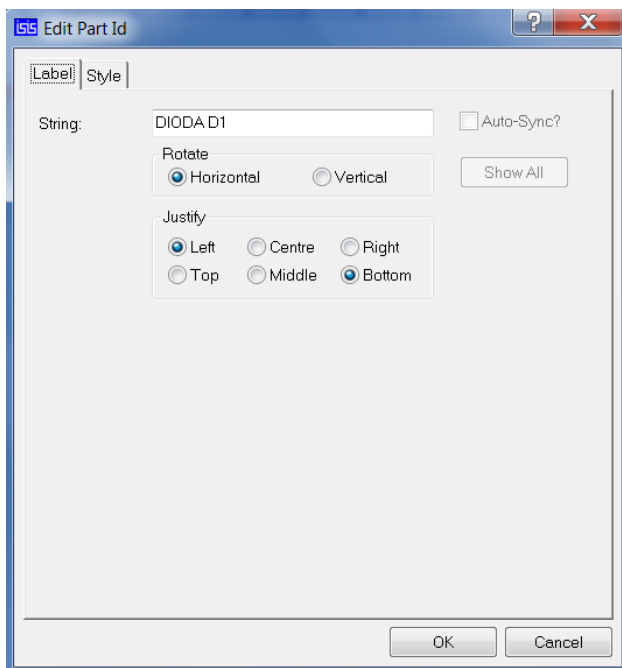 isis Edit Part Id ?  X
Label Style
String: DIODA D1 Auto-Sync?
Rotate
Horizontal Vertical Show All
Justify
Left Centre Right
Top Middle Bottom
OK Cancel